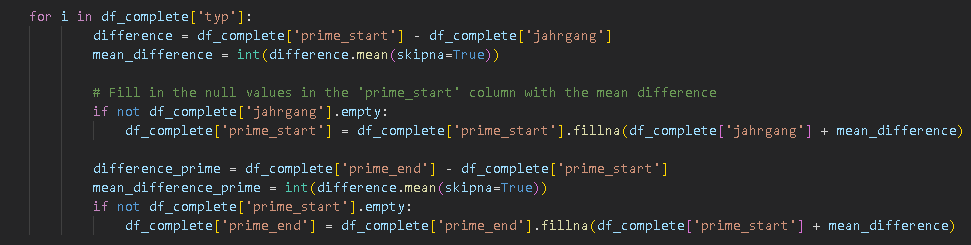 for i in df_complete['typ']:
difference = df_complete['prime_start'] - df_complete['jahrgang']
mean_difference = int(difference.mean(skipna=True))
# Fill in the null values in the 'prime_start' column with the mean difference
if not df_complete['jahrgang'].empty:
df_complete['prime_start'] = df_complete['prime_start'].fillna(df_complete['jahrgang'] + mean_difference)
difference_prime = df_complete['prime_end'] - df_complete['prime_start']
mean_difference_prime = int(difference.mean(skipna=True))
if not df_complete['prime_start'].empty:
df_complete['prime_end'] = df_complete['prime_end'].fillna(df_complete['prime_start'] + mean_difference)